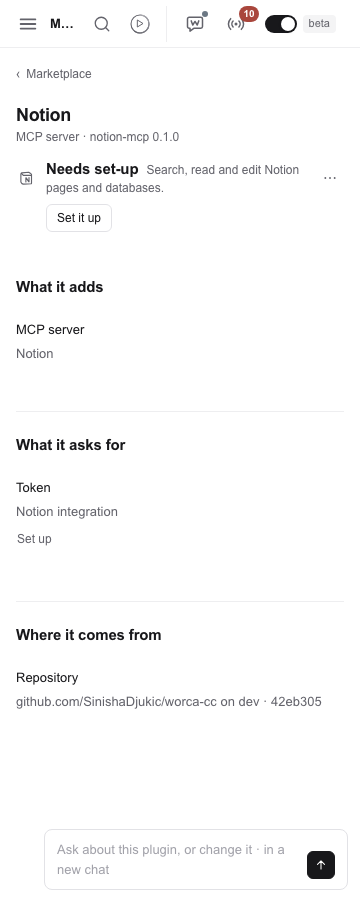 M...
10
beta
‹ Marketplace
Notion
MCP server · notion-mcp 0.1.0
Needs set-up Search, read and edit Notion
pages and databases.
Set it up
What it adds
MCP server
Notion
What it asks for
Token
Notion integration
Set up
Where it comes from
Repository
github.com/SinishaDjukic/worca-cc on dev · 42eb305
Ask about this plugin, or change it · in a
new chat